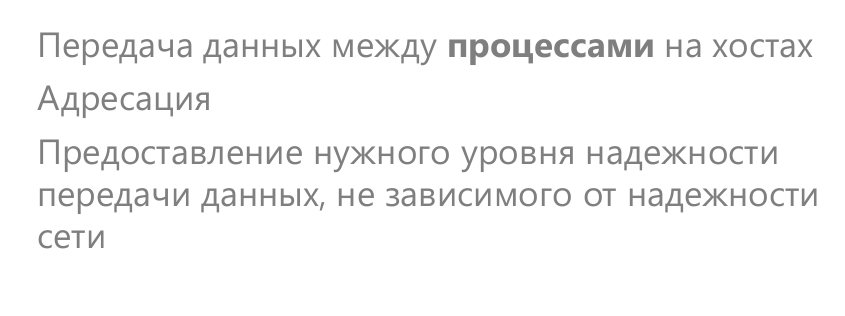 Передача данных между процессами на хостах
Адресация
Предоставление нужного уровня надежности
передачи данных, не зависимого от надежности
сети